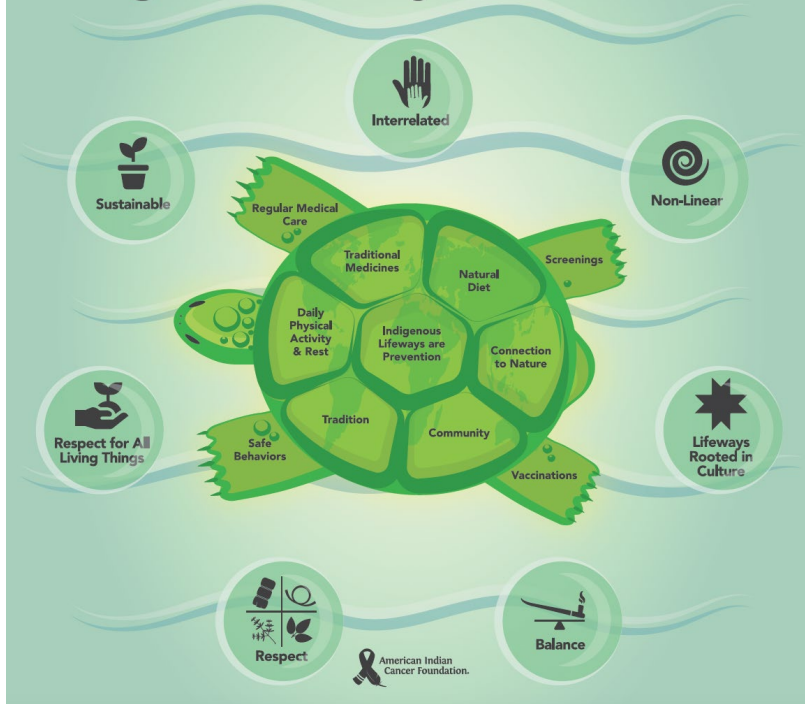 Interrelated
Sustainable
Non-Linear
Regular Medical
Care
Traditional
Medicines
Natural
Diet
Screenings
Daily
Physical
Activity
& Rest
Indigenous
Lifeways are
Prevention
Connection
to Nature
Respect for All
Living Things
Lifeways
Rooted in
Culture
Tradition
Community
Safe
Behaviors
Vaccinations
Respect
Balance
American Indian
Cancer Foundation.